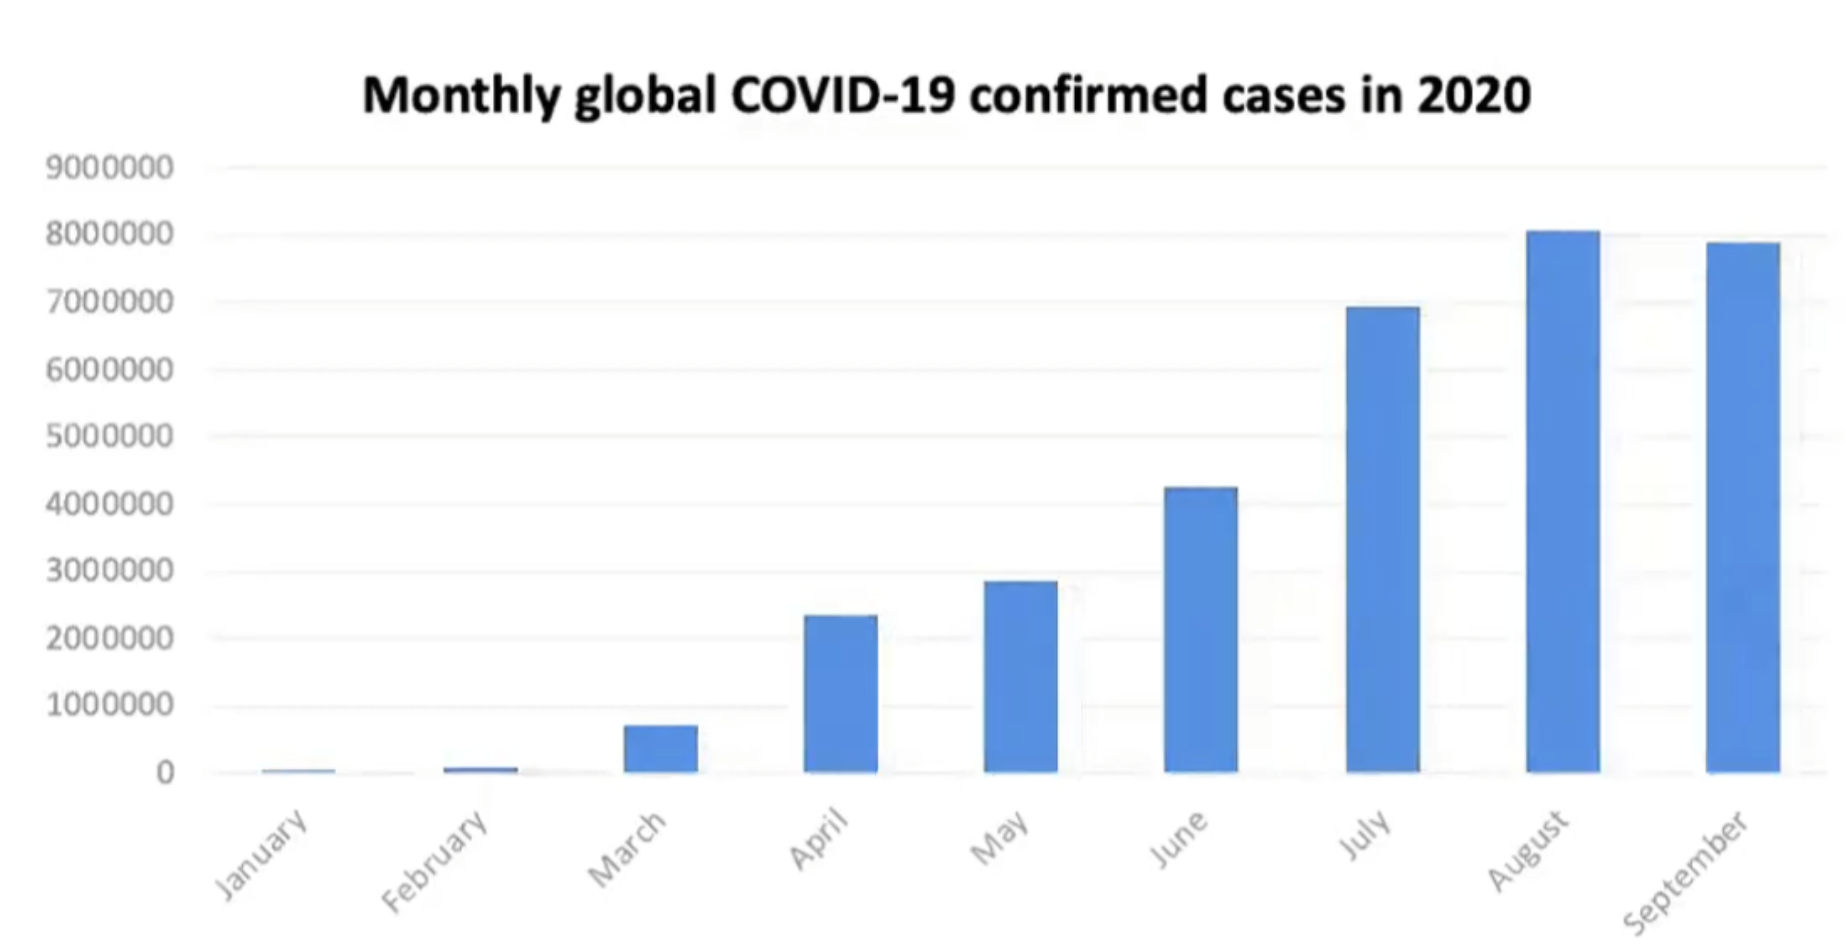 Monthly global COVID-19 confirmed cases in 2020
9000000
8000000
7000000
6000000
5000000
4000000
3000000
2000000
1000000
0
January
February
March
April
May
June
July
August
September